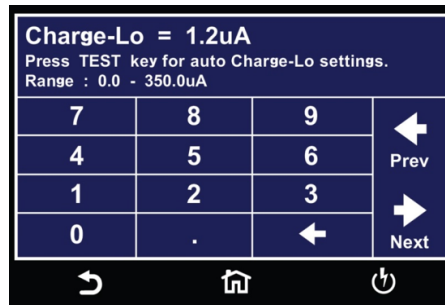 Charge-Lo = 1.2uA
Press TEST key for auto Charge-Lo settings.
Range : 0.0 - 350.0uA
7 8 9
4 5 6 Prev
1 2 3
0 . Next